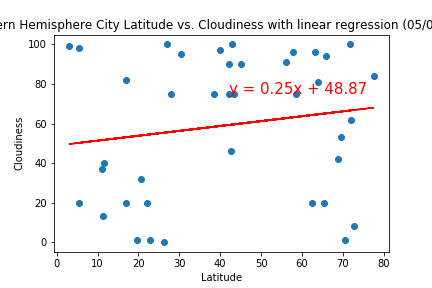 ern Hemisphere City Latitude vs. Cloudiness with linear regression (05/0
100
80
60
40
20
0
Cloudiness
y = 0.25x + 48.87
0 10 20 30 40 50 60 70 80
Latitude